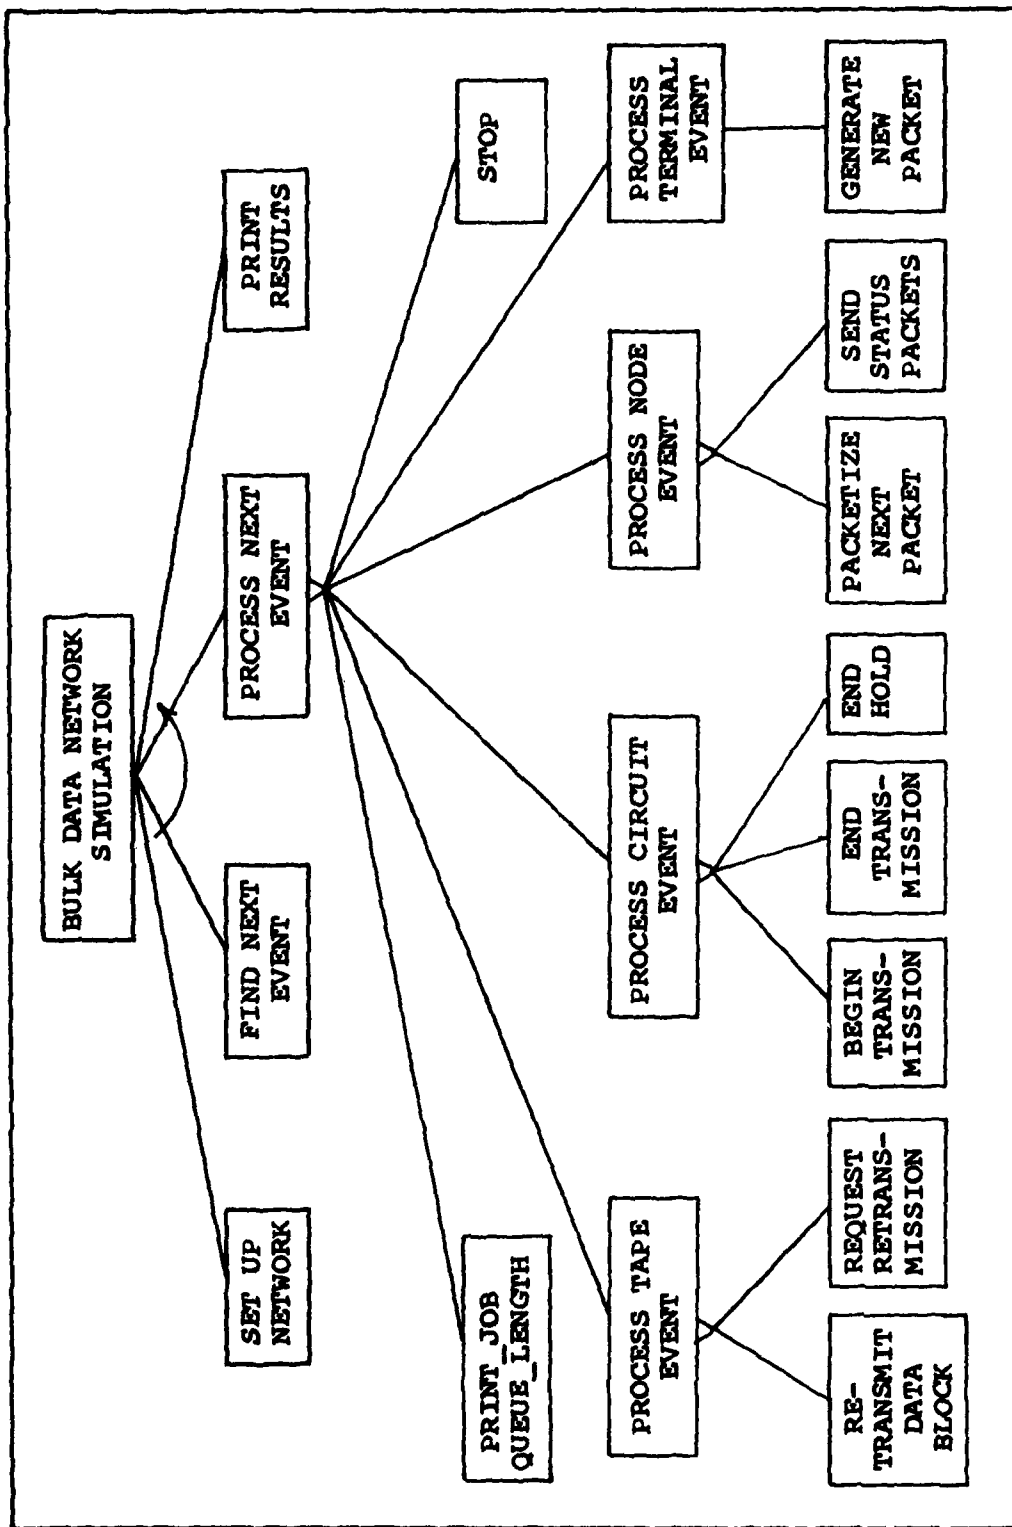 BULK DATA NETWORK
SIMULATION
SET UP
NETWORK
FIND NEXT
EVENT
PROCESS NEXT
EVENT
PRINT
RESULTS
PRINT_JOB
QUEUE_LENGTH
STOP
PROCESS TAPE
EVENT
PROCESS CIRCUIT
EVENT
PROCESS NODE
EVENT
PROCESS
TERMINAL
EVENT
RE-
TRANSMIT
DATA
BLOCK
REQUEST
RETRANS-
MISSION
BEGIN
TRANS-
MISSION
END
TRANS-
MISSION
END
HOLD
PACKETIZE
NEXT
PACKET
SEND
STATUS
PACKETS
GENERATE
NEW
PACKET